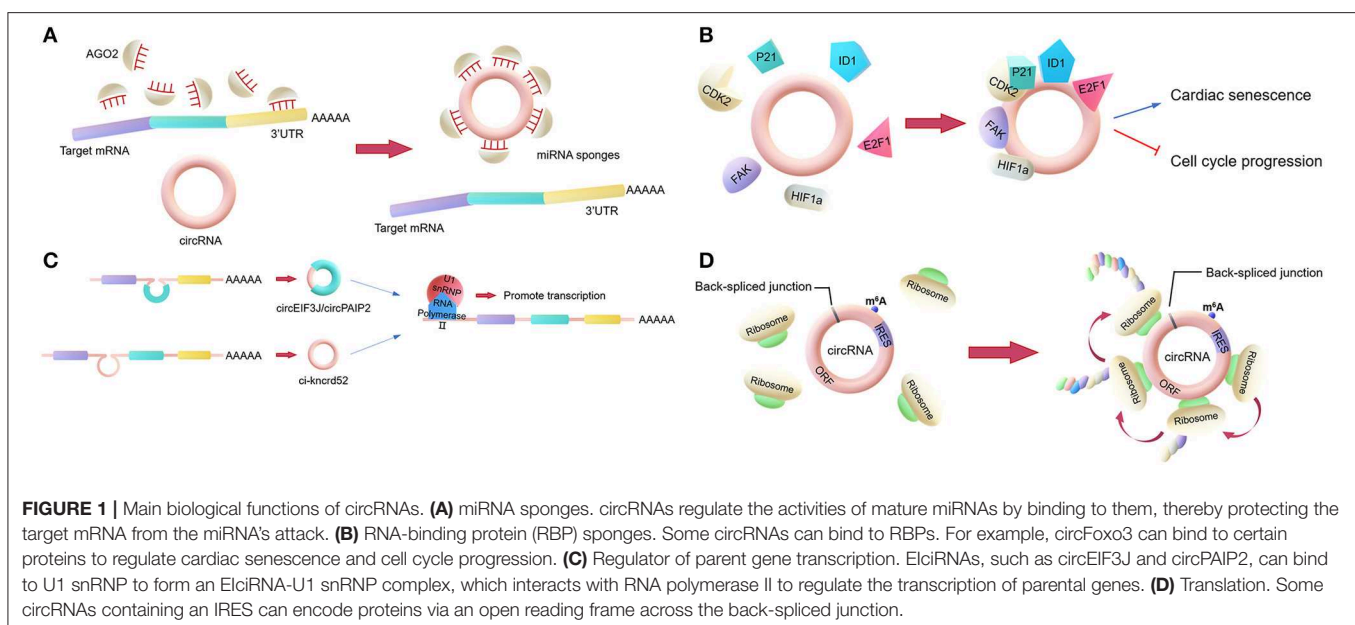 A
AGO2
AAAAA
3'UTR
Target mRNA
circRNA
miRNA sponges
AAAAA
3'UTR
Target mRNA
B
P21
ID1
CDK2
E2F1
FAK
HIF1a
P21
ID1
CDK2
E2F1
FAK
HIF1a
Cardiac senescence
Cell cycle progression
C
AAAAA
circEIF3J/circPAIP2
AAAAA
ci-kncrd52
U1
snRNP
RNA
Polymerase
II
Promote transcription
AAAAA
D
Back-spliced junction
m⁶A
IRES
circRNA
ORF
Ribosome
Ribosome
Ribosome
Ribosome
Back-spliced junction
m⁶A
IRES
circRNA
ORF
Ribosome
Ribosome
Ribosome
Ribosome
FIGURE 1 | Main biological functions of circRNAs. (A) miRNA sponges. circRNAs regulate the activities of mature miRNAs by binding to them, thereby protecting the
target mRNA from the miRNA's attack. (B) RNA-binding protein (RBP) sponges. Some circRNAs can bind to RBPs. For example, circFoxo3 can bind to certain
proteins to regulate cardiac senescence and cell cycle progression. (C) Regulator of parent gene transcription. ElciRNAs, such as circEIF3J and circPAIP2, can bind
to U1 snRNP to form an ElciRNA-U1 snRNP complex, which interacts with RNA polymerase II to regulate the transcription of parental genes. (D) Translation. Some
circRNAs containing an IRES can encode proteins via an open reading frame across the back-spliced junction.